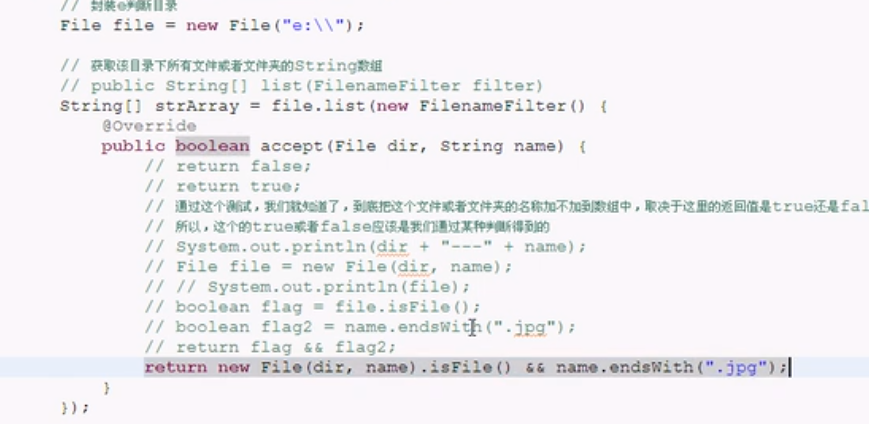 // 封装e判断目录
File file = new File("e:\\");
// 获取该目录下所有文件或者文件夹的String数组
// public String[] list(FilenameFilter filter)
String[] strArray = file.list(new FilenameFilter() {
@Override
public boolean accept(File dir, String name) {
// return false;
// return true;
// 通过这个测试，我们就知道了，到底把这个文件或者文件夹的名称加不加到数组中，取决于这里的返回值是true还是fal
// 所以，这个的true或者false应该是我们通过某种判断得到的
// System.out.println(dir + "---" + name);
// File file = new File(dir, name);
// // System.out.println(file);
// boolean flag = file.isFile();
// boolean flag2 = name.endsWith(".jpg");
// return flag && flag2;
return new File(dir, name).isFile() && name.endsWith(".jpg");
}
});